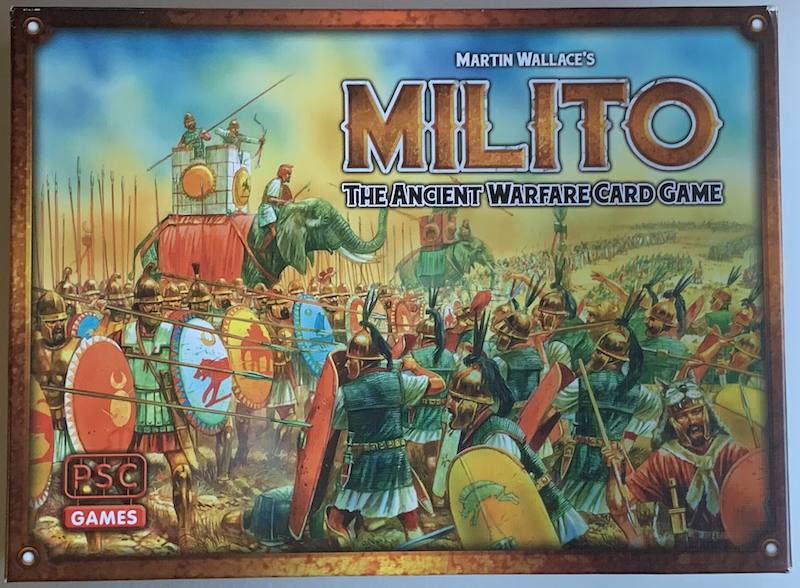 MARTIN WALLACE'S
MILITO
THE ANCIENT WARFARE CARD GAME
PSC
GAMES